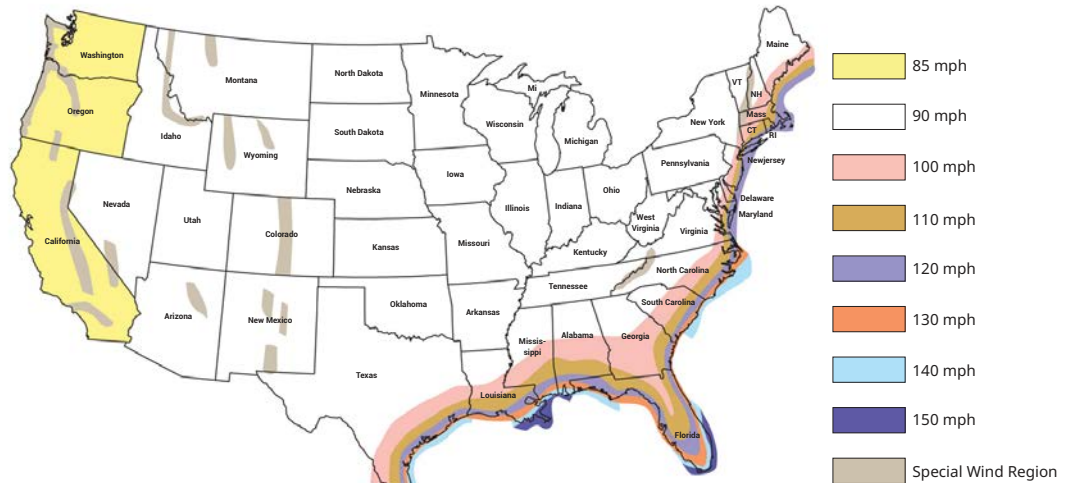 Washington
Oregon
California
Nevada
Idaho
Montana
Wyoming
Utah
Arizona
Colorado
New Mexico
North Dakota
South Dakota
Nebraska
Kansas
Oklahoma
Texas
Minnesota
Iowa
Missouri
Arkansas
Louisiana
Wisconsin
Mi
Michigan
Illinois
Indiana
Ohio
Kentucky
Tennessee
Missis-
sippi
Alabama
Georgia
Florida
South Carolina
North Carolina
Virginia
West
Virginia
Pennsylvania
New York
VT
NH
Maine
Mass
CT
RI
Newjersey
Delaware
Maryland
85 mph
90 mph
100 mph
110 mph
120 mph
130 mph
140 mph
150 mph
Special Wind Region